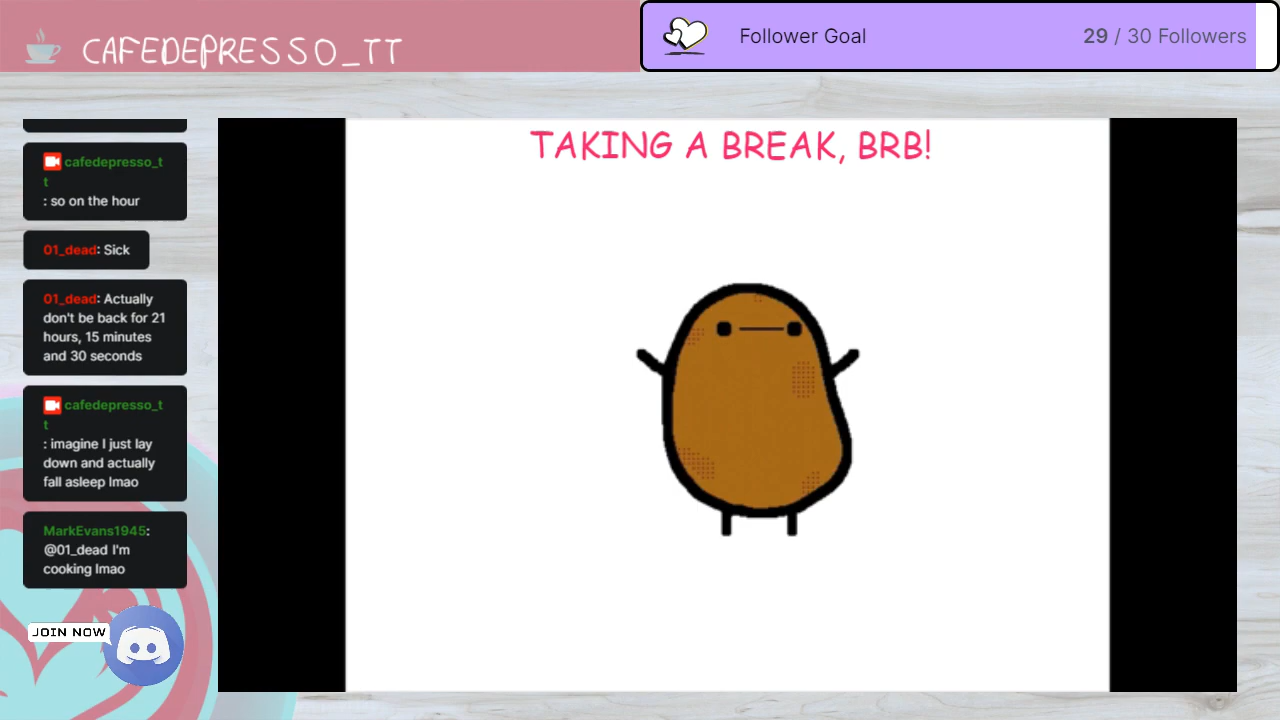 CAFEDEPRESSO_TT
Follower Goal
29 / 30 Followers
cafedepresso_t
t
: so on the hour
01_dead: Sick
01_dead: Actually
don't be back for 21
hours, 15 minutes
and 30 seconds
cafedepresso_t
t
: imagine I just lay
down and actually
fall asleep lmao
MarkEvans1945:
@01_dead I'm
cooking lmao
JOIN NOW
TAKING A BREAK, BRB!